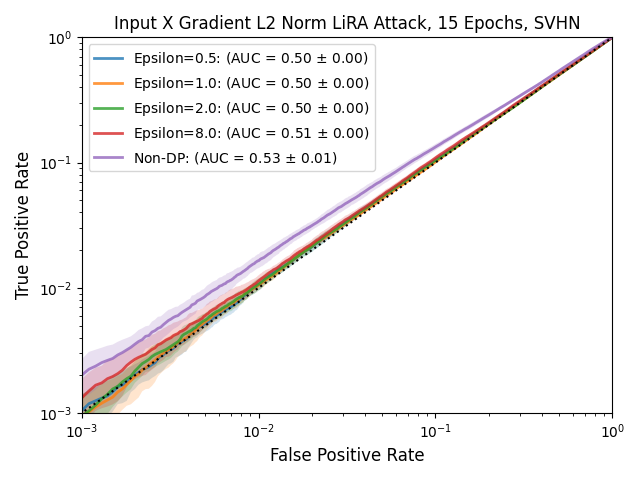 Input X Gradient L2 Norm LiRA Attack, 15 Epochs, SVHN
10⁰
Epsilon=0.5: (AUC = 0.50 ± 0.00)
Epsilon=1.0: (AUC = 0.50 ± 0.00)
Epsilon=2.0: (AUC = 0.50 ± 0.00)
Epsilon=8.0: (AUC = 0.51 ± 0.00)
Non-DP: (AUC = 0.53 ± 0.01)
10⁻¹
True Positive Rate
10⁻²
10⁻³
10⁻³ 10⁻² 10⁻¹ 10⁰
False Positive Rate